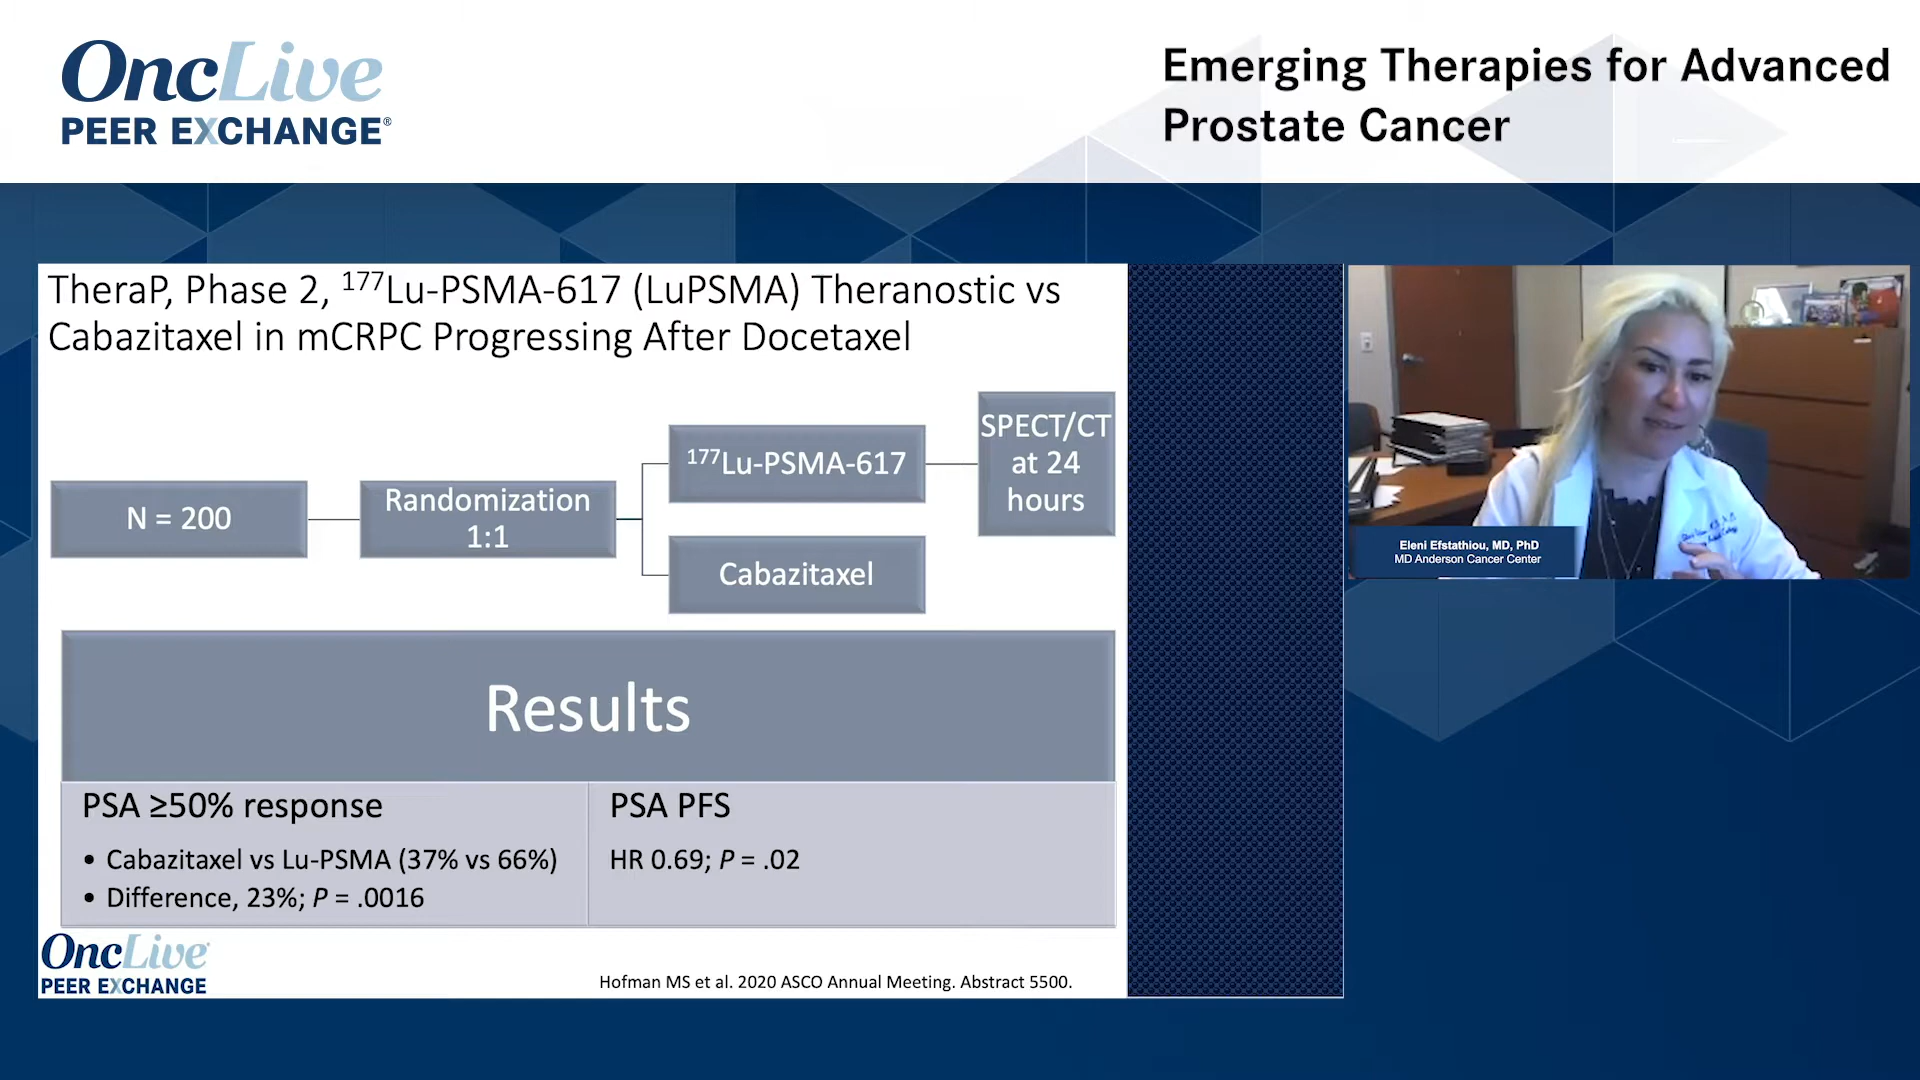 OncLive
PEER EXCHANGE®
Emerging Therapies for Advanced
Prostate Cancer
TheraP, Phase 2, ¹⁷⁷Lu-PSMA-617 (LuPSMA) Theranostic vs
Cabazitaxel in mCRPC Progressing After Docetaxel
N = 200
Randomization
1:1
¹⁷⁷Lu-PSMA-617
Cabazitaxel
SPECT/CT
at 24
hours
Results
PSA ≥50% response
• Cabazitaxel vs Lu-PSMA (37% vs 66%)
• Difference, 23%; P = .0016
PSA PFS
HR 0.69; P = .02
OncLive®
PEER EXCHANGE
Hofman MS et al. 2020 ASCO Annual Meeting. Abstract 5500.
Eleni Efstathiou, MD, PhD
MD Anderson Cancer Center